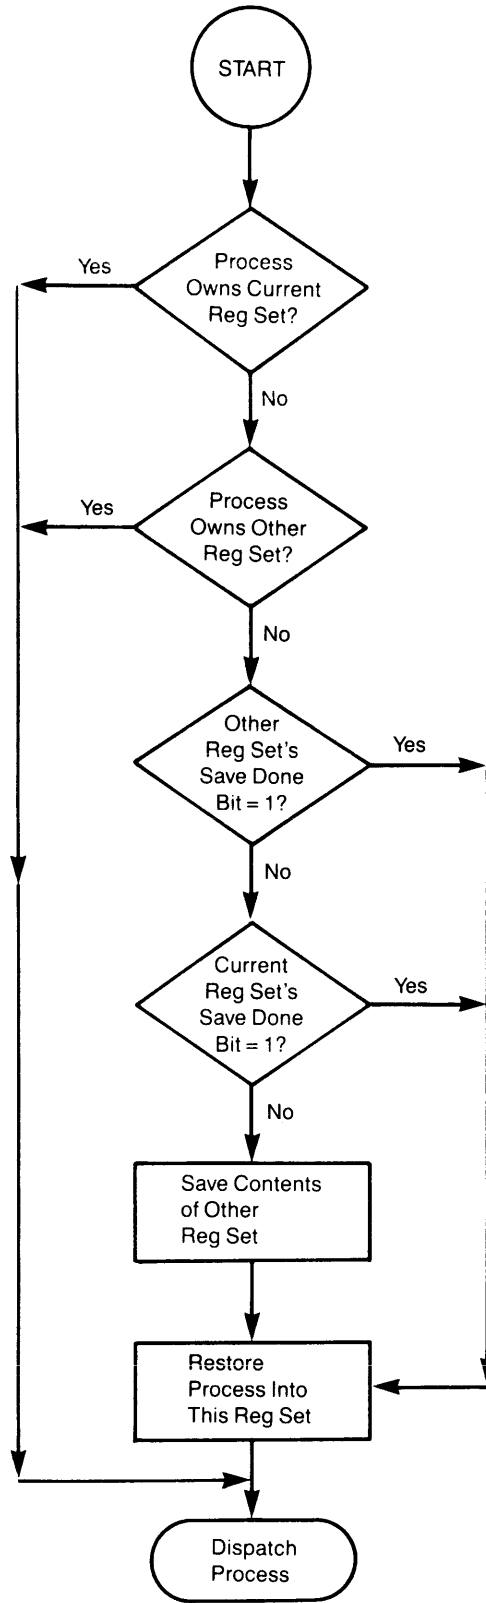 START
Process
Owns Current
Reg Set?
Yes
No
Process
Owns Other
Reg Set?
Yes
No
Other
Reg Set's
Save Done
Bit = 1?
Yes
No
Current
Reg Set's
Save Done
Bit = 1?
Yes
No
Save Contents
of Other
Reg Set
Restore
Process Into
This Reg Set
Dispatch
Process